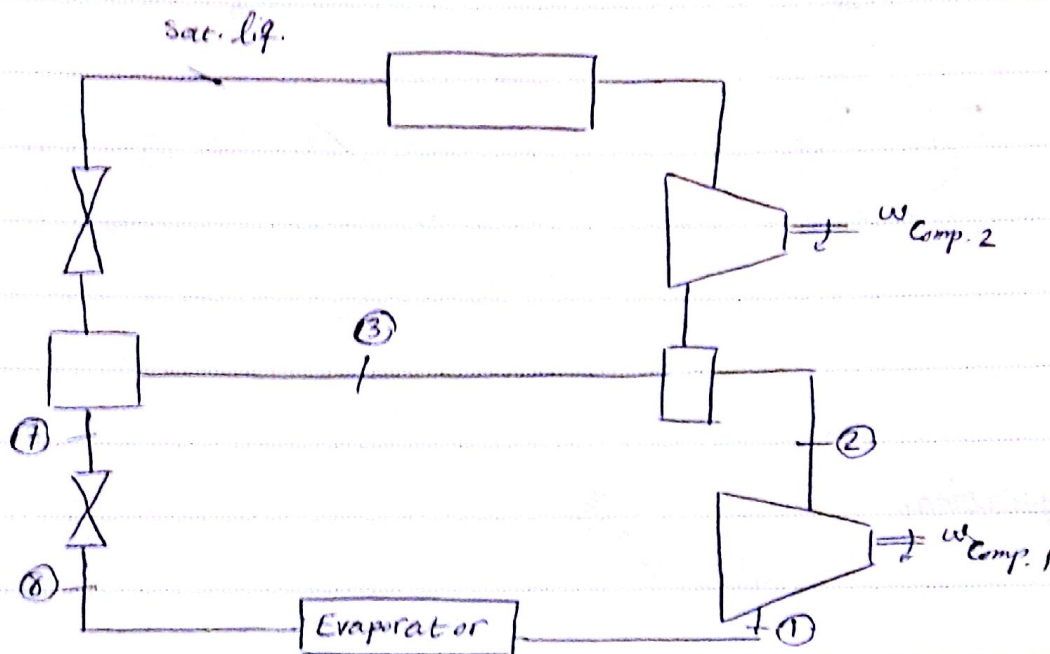 sat. liq.
W Comp. 2
③
⑦
②
W Comp. 1
⑧
Evaporator
①